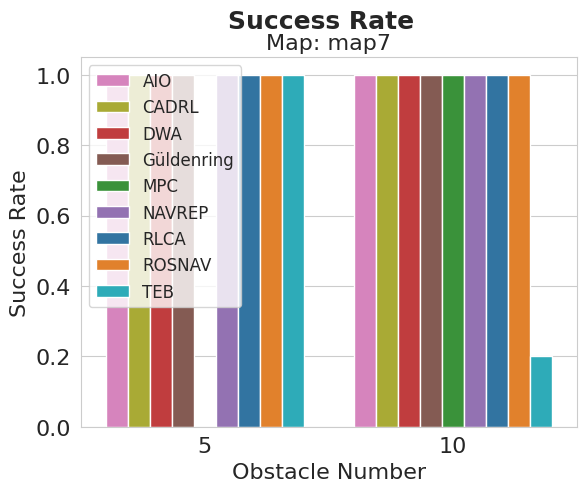 Success Rate
Map: map7
Success Rate
1.0
0.8
0.6
0.4
0.2
0.0
AIO
CADRL
DWA
Güldenring
MPC
NAVREP
RLCA
ROSNAV
TEB
5
10
Obstacle Number